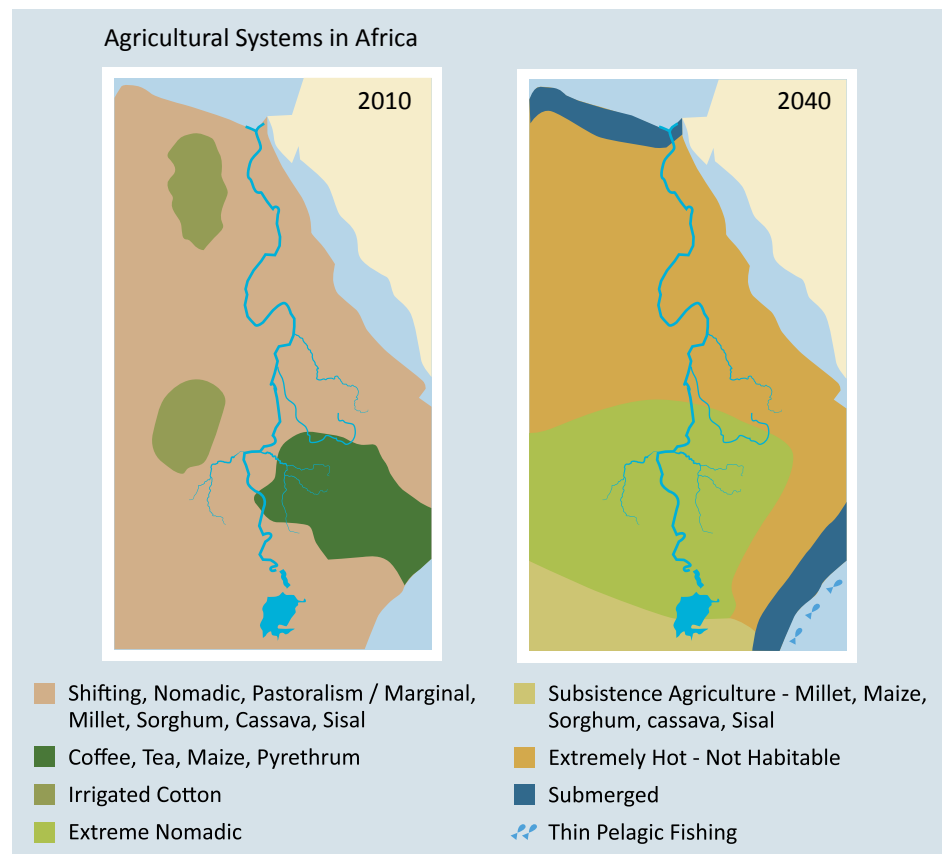 Agricultural Systems in Africa
2010
2040
Shifting, Nomadic, Pastoralism / Marginal,
Millet, Sorghum, Cassava, Sisal
Coffee, Tea, Maize, Pyrethrum
Irrigated Cotton
Extreme Nomadic
Subsistence Agriculture - Millet, Maize,
Sorghum, cassava, Sisal
Extremely Hot - Not Habitable
Submerged
Thin Pelagic Fishing